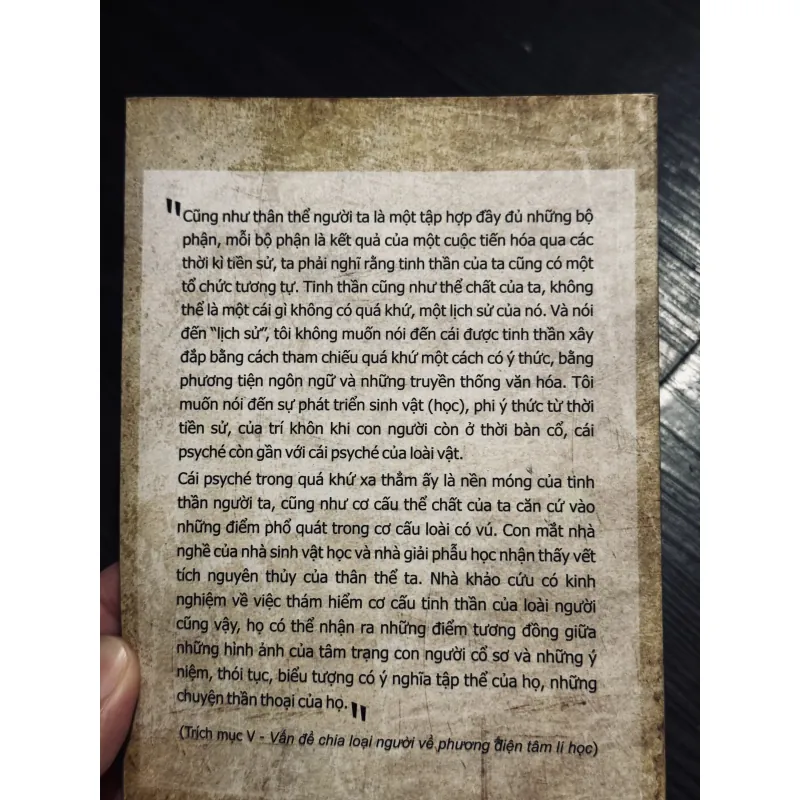 "Cũng như thân thể người ta là một tập hợp đầy đủ những bộ
phận, mỗi bộ phận là kết quả của một cuộc tiến hóa qua các
thời kì tiền sử, ta phải nghĩ rằng tinh thần của ta cũng có một
tổ chức tương tự. Tinh thần cũng như thể chất của ta, không
thể là một cái gì không có quá khứ, một lịch sử của nó. Và nói
đến "lịch sử", tôi không muốn nói đến cái được tinh thần xây
đắp bằng cách tham chiếu quá khứ một cách có ý thức, bằng
phương tiện ngôn ngữ và những truyền thống văn hóa. Tôi
muốn nói đến sự phát triển sinh vật (học), phi ý thức từ thời
tiền sử, của trí khôn khi con người còn ở thời bàn cổ, cái
psyché còn gần với cái psyché của loài vật.
Cái psyché trong quá khứ xa thẳm ấy là nền móng của tinh
thần người ta, cũng như cơ cấu thể chất của ta căn cứ vào
những điểm phổ quát trong cơ cấu loài có vú. Con mắt nhà
nghề của nhà sinh vật học và nhà giải phẫu học nhận thấy vết
tích nguyên thủy của thân thể ta. Nhà khảo cứu có kinh
nghiệm về việc thám hiểm cơ cấu tinh thần của loài người
cũng vậy, họ có thể nhận ra những điểm tương đồng giữa
những hình ảnh của tâm trạng con người cổ sơ và những ý
niệm, thói tục, biểu tượng có ý nghĩa tập thể của họ, những
chuyện thần thoại của họ."
(Trích mục V - Vấn đề chia loại người về phương diện tâm lí học)